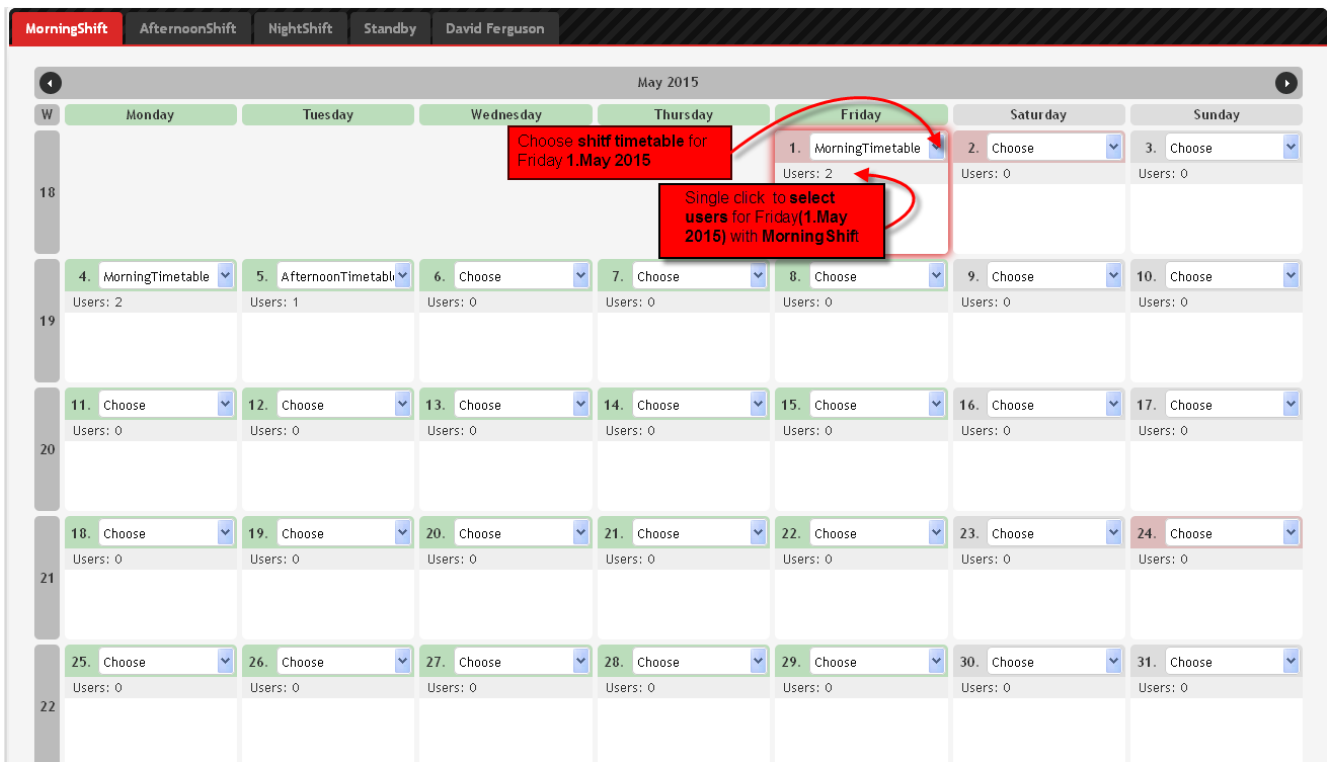 MorningShift AfternoonShift NightShift Standby David Ferguson
May 2015
W Monday Tuesday Wednesday Thursday Friday Saturday Sunday
18
1. MorningTimetable 2. Choose 3. Choose
Users: 2 Users: 0 Users: 0
Choose shitf timetable for
Friday 1.May 2015
Single click to select
users for Friday(1.May
2015) with MorningShift
19
4. MorningTimetable 5. AfternoonTimetabl 6. Choose 7. Choose 8. Choose 9. Choose 10. Choose
Users: 2 Users: 1 Users: 0 Users: 0 Users: 0 Users: 0 Users: 0
20
11. Choose 12. Choose 13. Choose 14. Choose 15. Choose 16. Choose 17. Choose
Users: 0 Users: 0 Users: 0 Users: 0 Users: 0 Users: 0 Users: 0
21
18. Choose 19. Choose 20. Choose 21. Choose 22. Choose 23. Choose 24. Choose
Users: 0 Users: 0 Users: 0 Users: 0 Users: 0 Users: 0 Users: 0
22
25. Choose 26. Choose 27. Choose 28. Choose 29. Choose 30. Choose 31. Choose
Users: 0 Users: 0 Users: 0 Users: 0 Users: 0 Users: 0 Users: 0